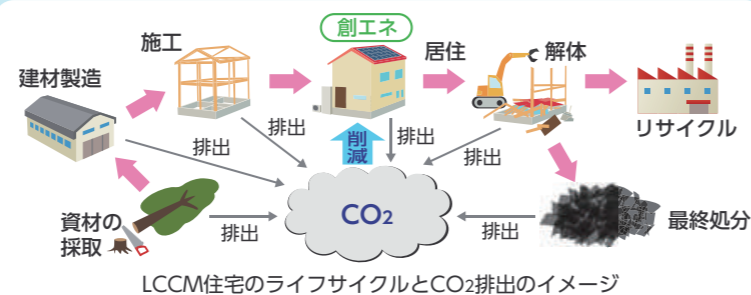 創エネ
施工
居住
解体
建材製造
リサイクル
排出
排出
排出
排出
削減
資材の
採取
CO2
排出
排出
最終処分
LCCM住宅のライフサイクルとCO2排出のイメージ